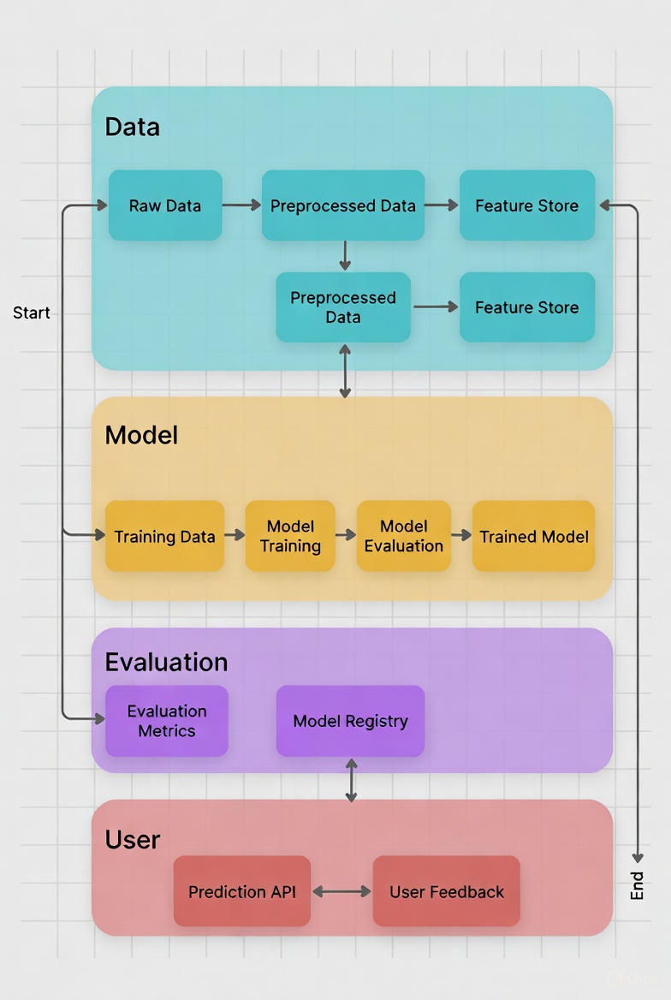 Data
Raw Data
Preprocessed Data
Feature Store
Preprocessed
Data
Feature Store
Start
Model
Training Data
Model
Training
Model
Evaluation
Trained Model
Evaluation
Evaluation
Metrics
Model Registry
User
Prediction API
User Feedback
End